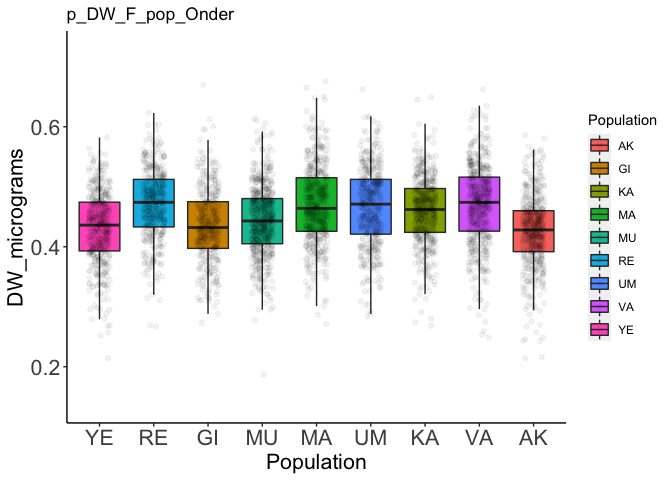 p_DW_F_pop_Onder
DW_micrograms
0.6
0.4
0.2
YE RE GI MU MA UM KA VA AK
Population
Population
AK
GI
KA
MA
MU
RE
UM
VA
YE